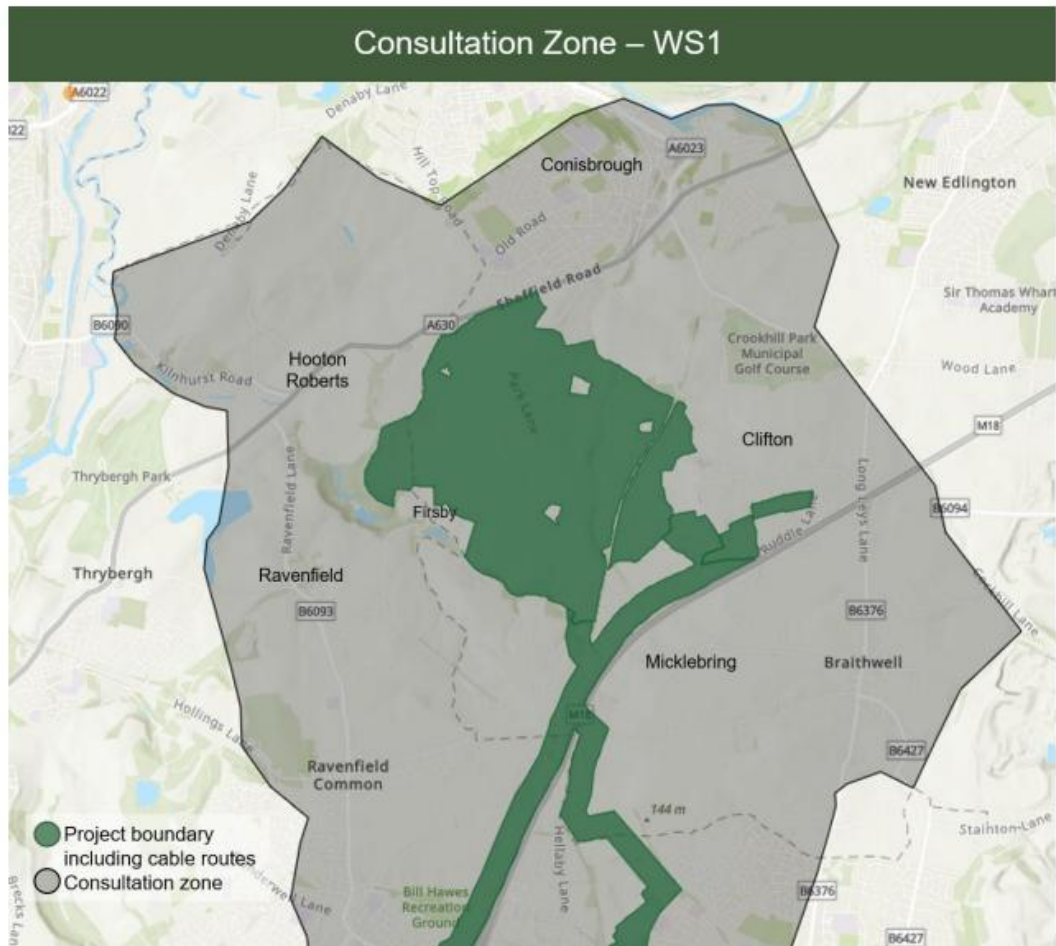 Consultation Zone – WS1
A6022
Denaby Lane
022
Hill Top Road
Conisbrough
A6023
New Edlington
Denaby Lane
Old Road
Sheffield Road
Sir Thomas Whart
Academy
B6090
A630
Crookhill Park
Municipal
Golf Course
Hooton
Roberts
Kilnhurst Road
Park Lane
Wood Lane
M18
Clifton
Thrybergh Park
Ravenfield Lane
Long Leys Lane
Firsby
B6094
Ruddle Lane
Thrybergh
Ravenfield
B6093
B6376
Micklebring
Braithwell
M18
Hollings Lane
B6427
Ravenfield
Common
144 m
Stainton-Lane
Project boundary
including cable routes
Consultation zone
Hellaby Lane
Bill Hawes
Recreation
Ground
B6376
Brecks Lane
B6427